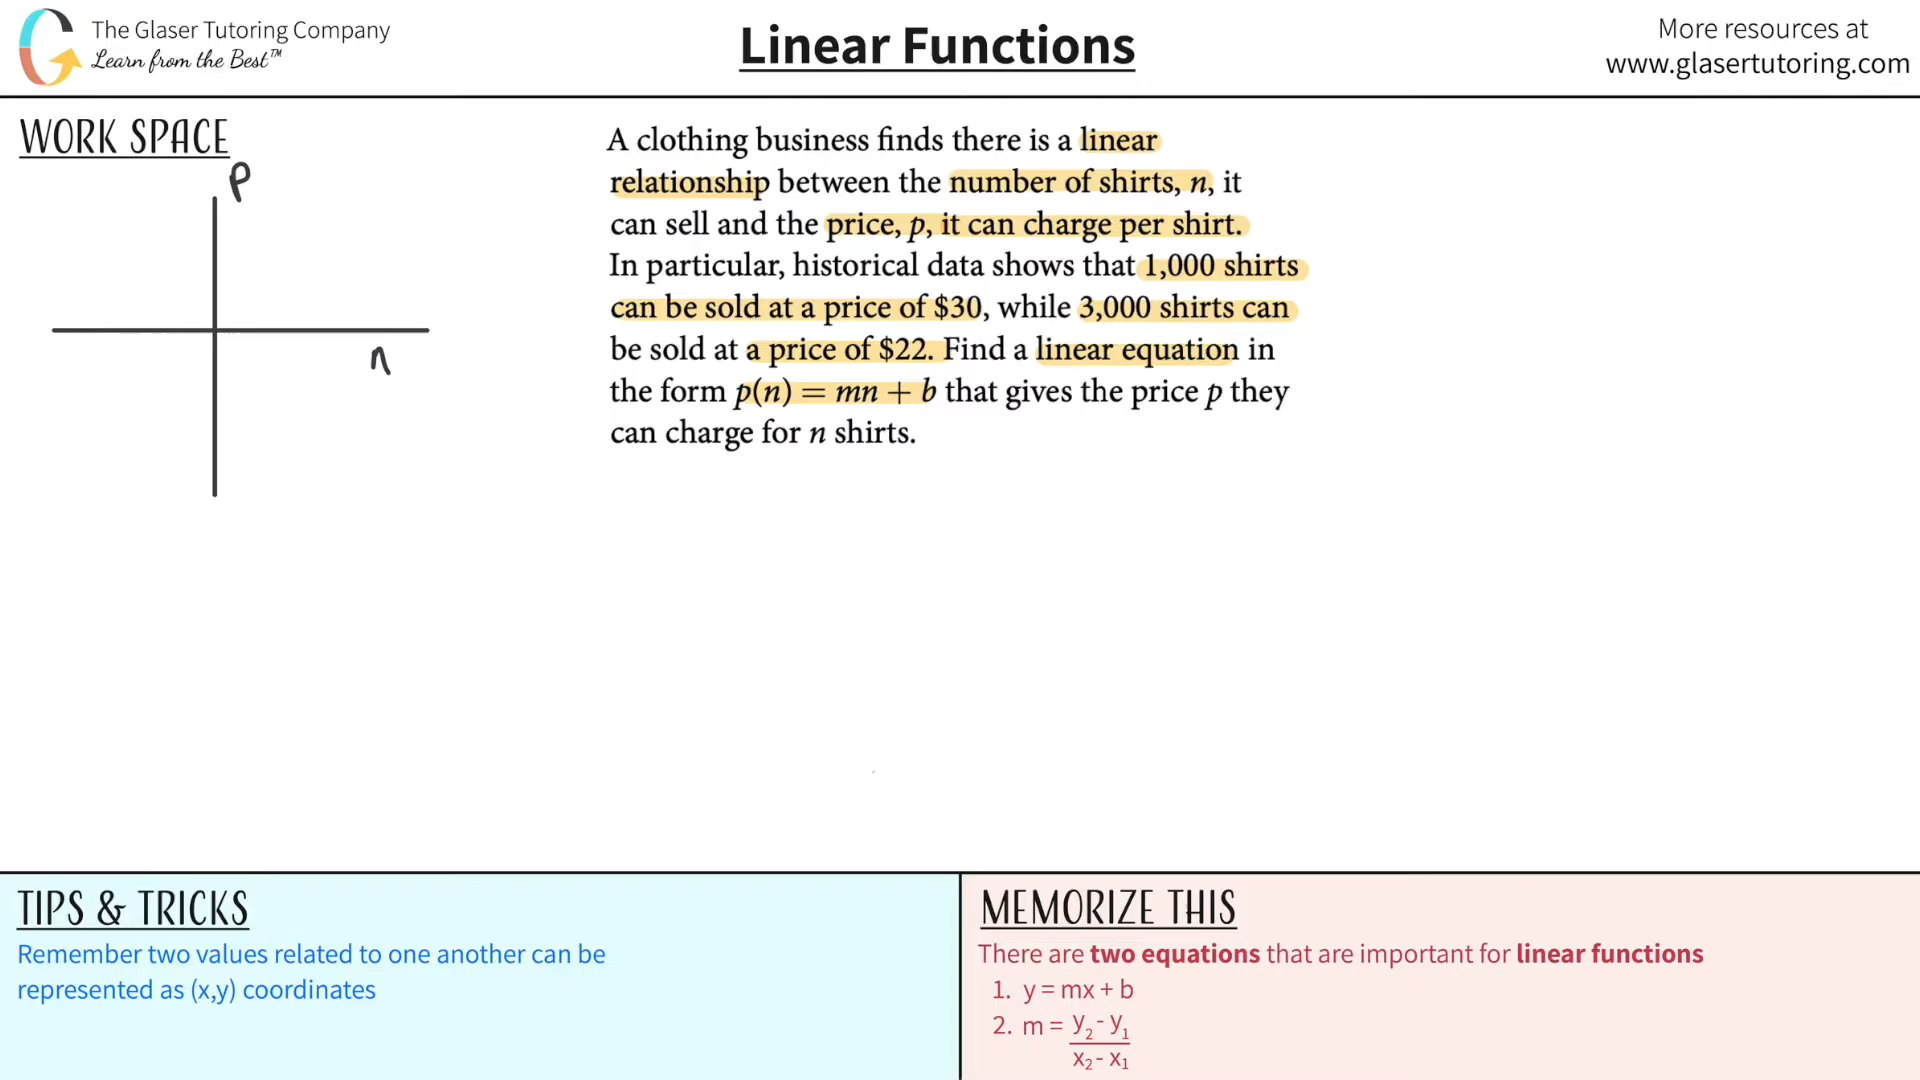 The Glaser Tutoring Company
Learn from the Best™
Linear Functions
More resources at
www.glasertutoring.com
WORK SPACE
P
n
A clothing business finds there is a linear
relationship between the number of shirts, n, it
can sell and the price, p, it can charge per shirt.
In particular, historical data shows that 1,000 shirts
can be sold at a price of $30, while 3,000 shirts can
be sold at a price of $22. Find a linear equation in
the form p(n) = mn + b that gives the price p they
can charge for n shirts.
TIPS & TRICKS
Remember two values related to one another can be
represented as (x,y) coordinates
MEMORIZE THIS
There are two equations that are important for linear functions
1. y = mx + b
2. m = y₂ - y₁
x₂ - x₁